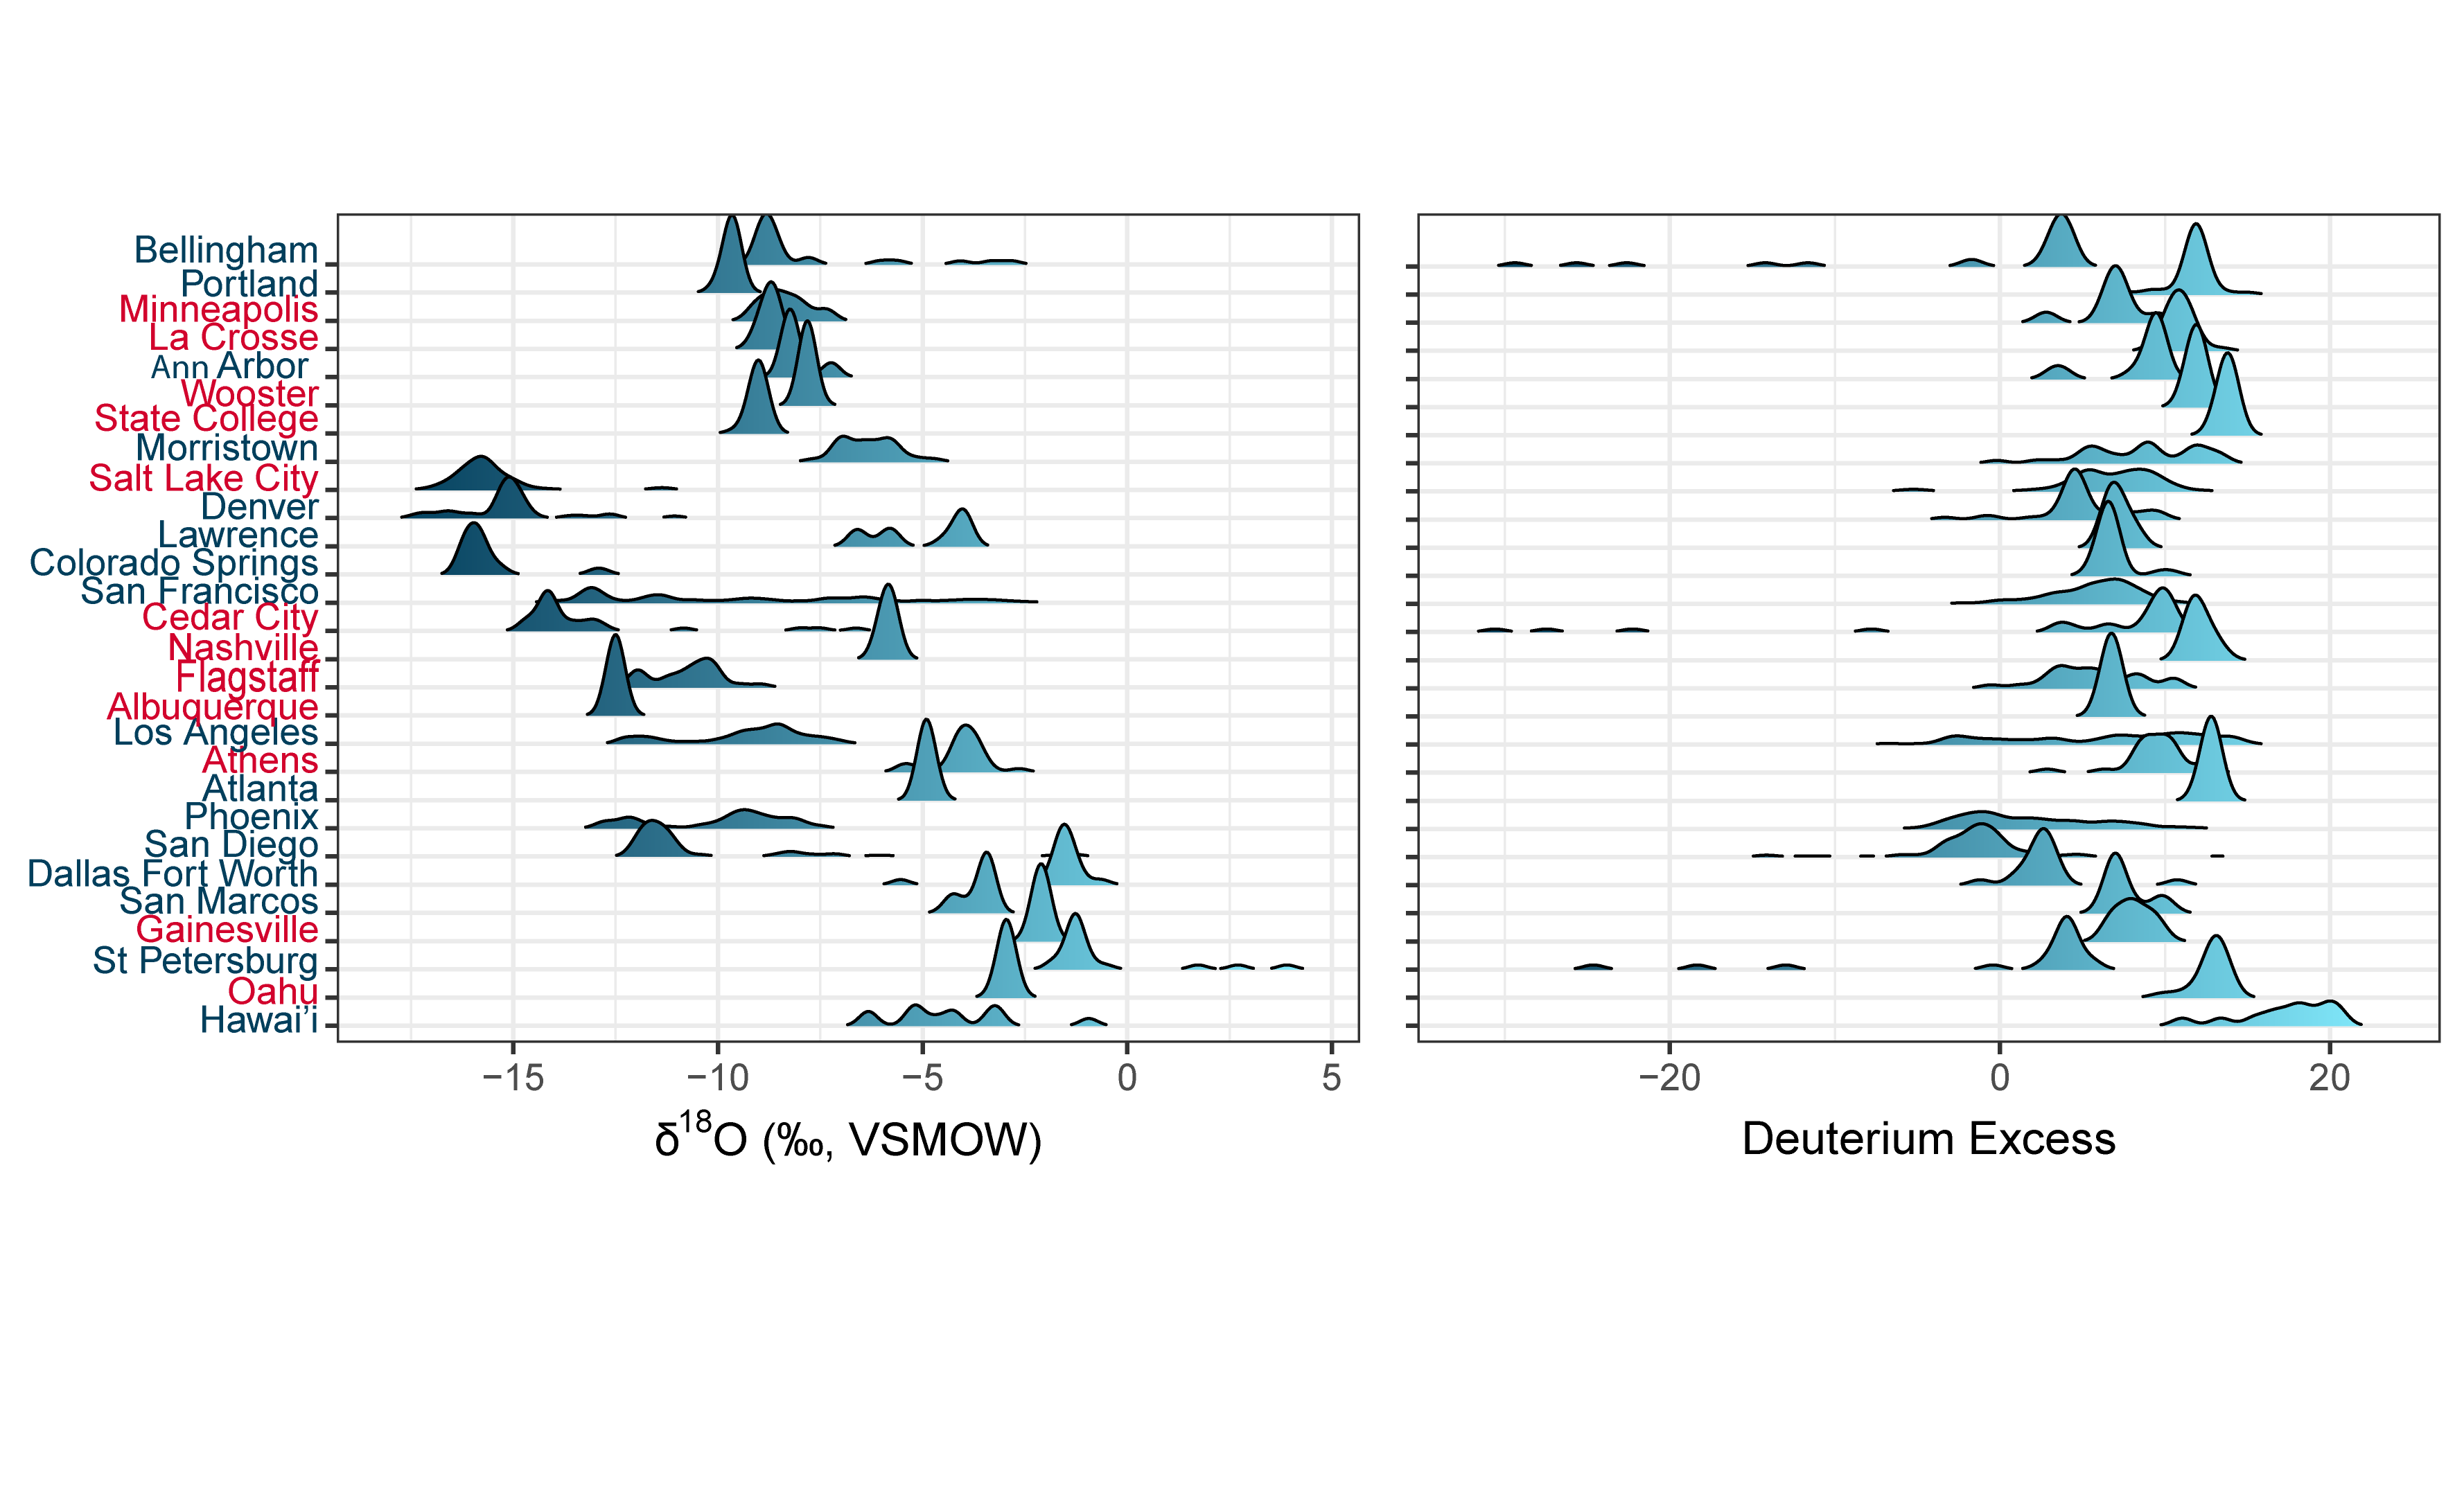 Bellingham
Portland
Minneapolis
La Crosse
Ann Arbor
Wooster
State College
Morristown
Salt Lake City
Denver
Lawrence
Colorado Springs
San Francisco
Cedar City
Nashville
Flagstaff
Albuquerque
Los Angeles
Athens
Atlanta
Phoenix
San Diego
Dallas Fort Worth
San Marcos
Gainesville
St Petersburg
Oahu
Hawai’i
−15 −10 −5 0 5
δ¹⁸O (‰, VSMOW)
−20 0 20
Deuterium Excess